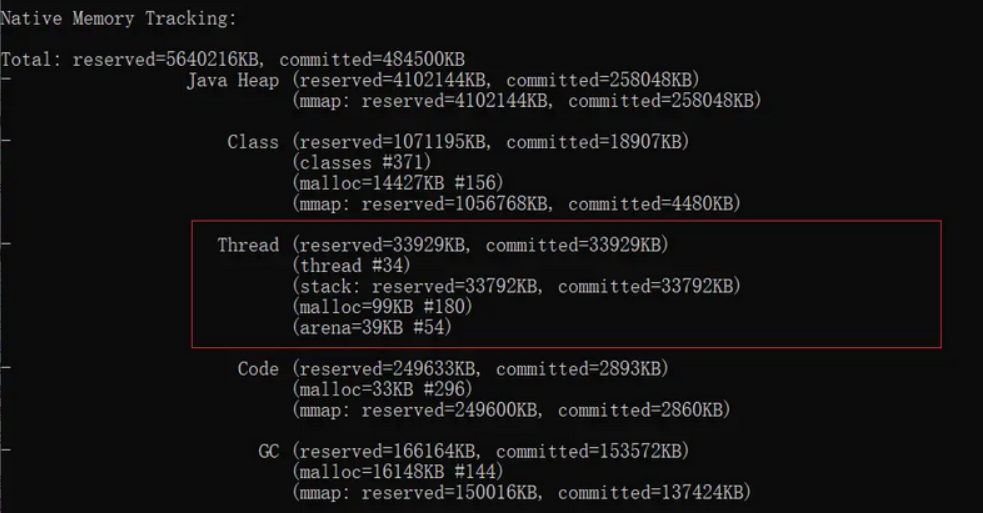 Native Memory Tracking:
Total: reserved=5640216KB, committed=484500KB
- Java Heap (reserved=4102144KB, committed=258048KB)
(mmap: reserved=4102144KB, committed=258048KB)
- Class (reserved=1071195KB, committed=18907KB)
(classes #371)
(malloc=14427KB #156)
(mmap: reserved=1056768KB, committed=4480KB)
- Thread (reserved=33929KB, committed=33929KB)
(thread #34)
(stack: reserved=33792KB, committed=33792KB)
(malloc=99KB #180)
(arena=39KB #54)
- Code (reserved=249633KB, committed=2893KB)
(malloc=33KB #296)
(mmap: reserved=249600KB, committed=2860KB)
- GC (reserved=166164KB, committed=153572KB)
(malloc=16148KB #144)
(mmap: reserved=150016KB, committed=137424KB)